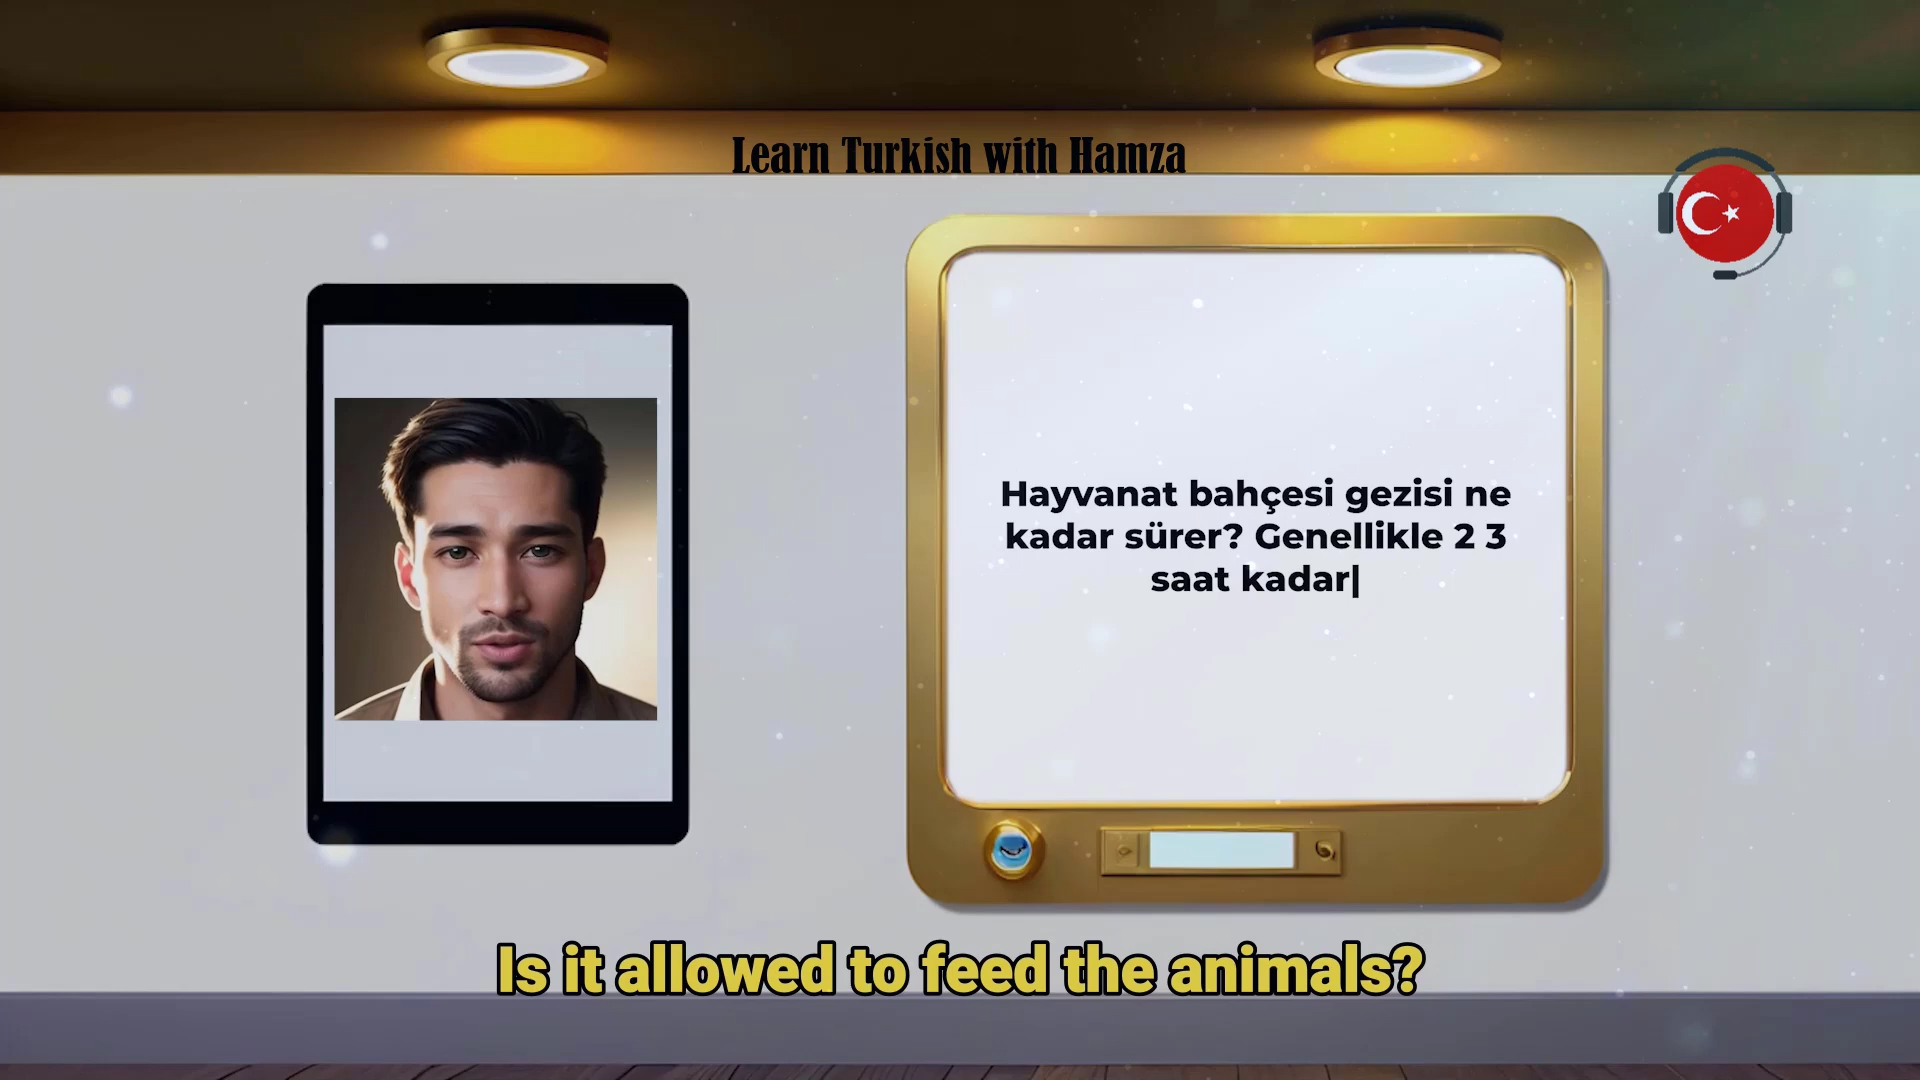 Learn Turkish with Hamza
Hayvanat bahçesi gezisi ne
kadar sürer? Genellikle 2 3
saat kadar|
Is it allowed to feed the animals?